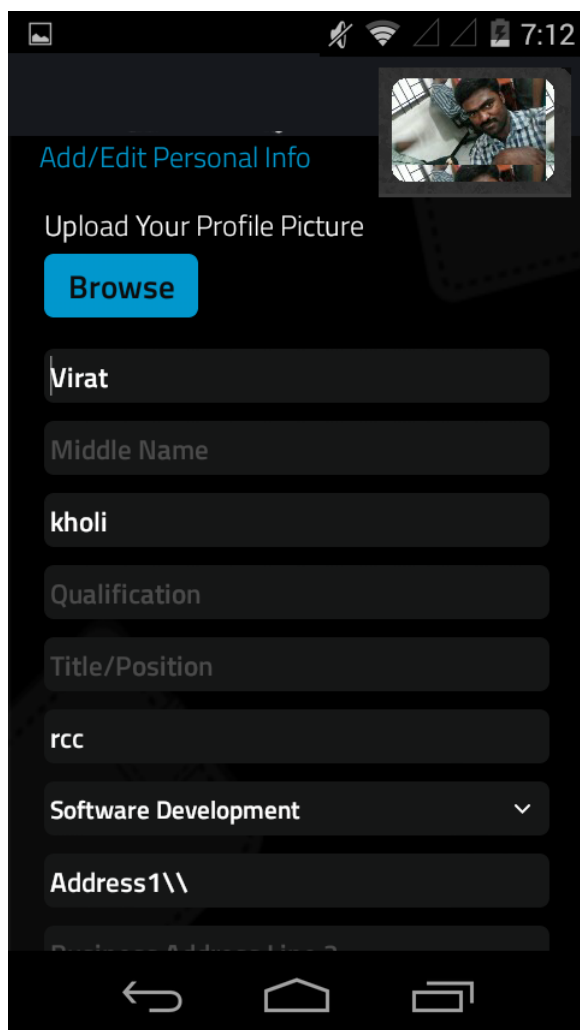 7:12
Add/Edit Personal Info
Upload Your Profile Picture
Browse
Virat
Middle Name
kholi
Qualification
Title/Position
rcc
Software Development
Address1\\